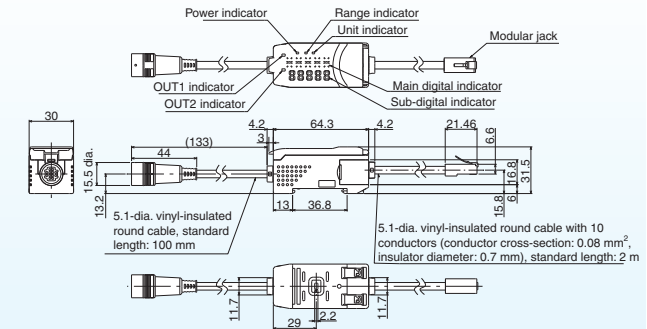 Power indicator
Range indicator
Unit indicator
Modular jack
OUT1 indicator
OUT2 indicator
Main digital indicator
Sub-digital indicator
30
4.2
64.3
4.2
21.46
(133)
3
6.6
44
15.5 dia.
13.2
16.8
31.5
15.8
6
13
36.8
5.1-dia. vinyl-insulated
round cable, standard
length: 100 mm
5.1-dia. vinyl-insulated round cable with 10
conductors (conductor cross-section: 0.08 mm²,
insulator diameter: 0.7 mm), standard length: 2 m
11.7
2.2
11.7
29